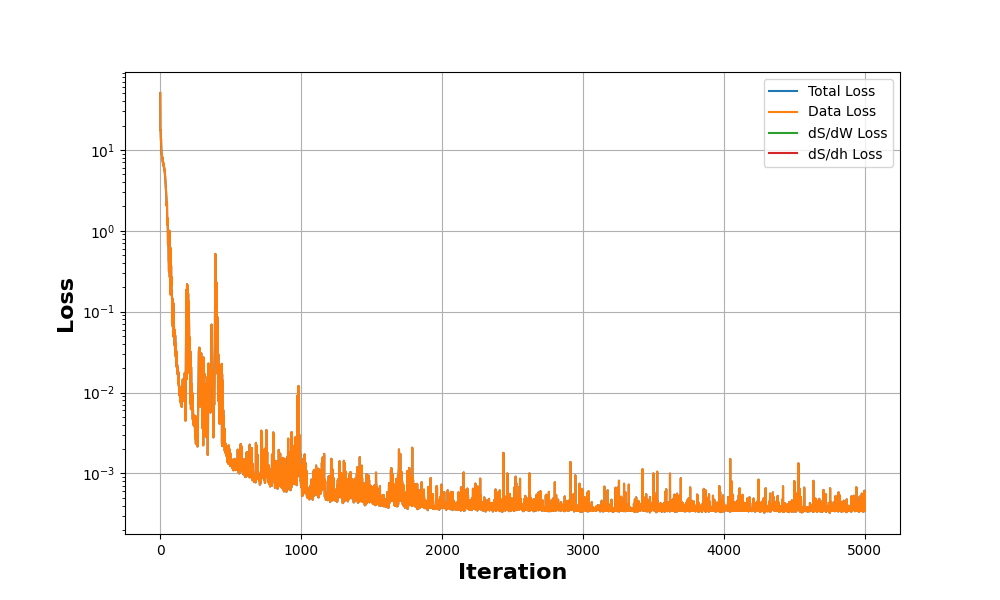 Total Loss
Data Loss
dS/dW Loss
dS/dh Loss
10¹
10⁰
10⁻¹
10⁻²
10⁻³
Loss
0 1000 2000 3000 4000 5000
Iteration